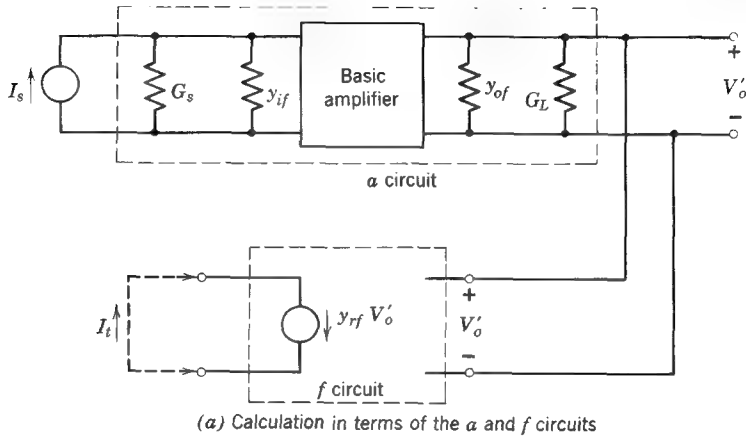 I_s
G_s
y_if
Basic
amplifier
y_of
G_L
+
V'_o
−
a circuit
I_t
y_rf V'_o
+
V'_o
−
f circuit
(a) Calculation in terms of the a and f circuits